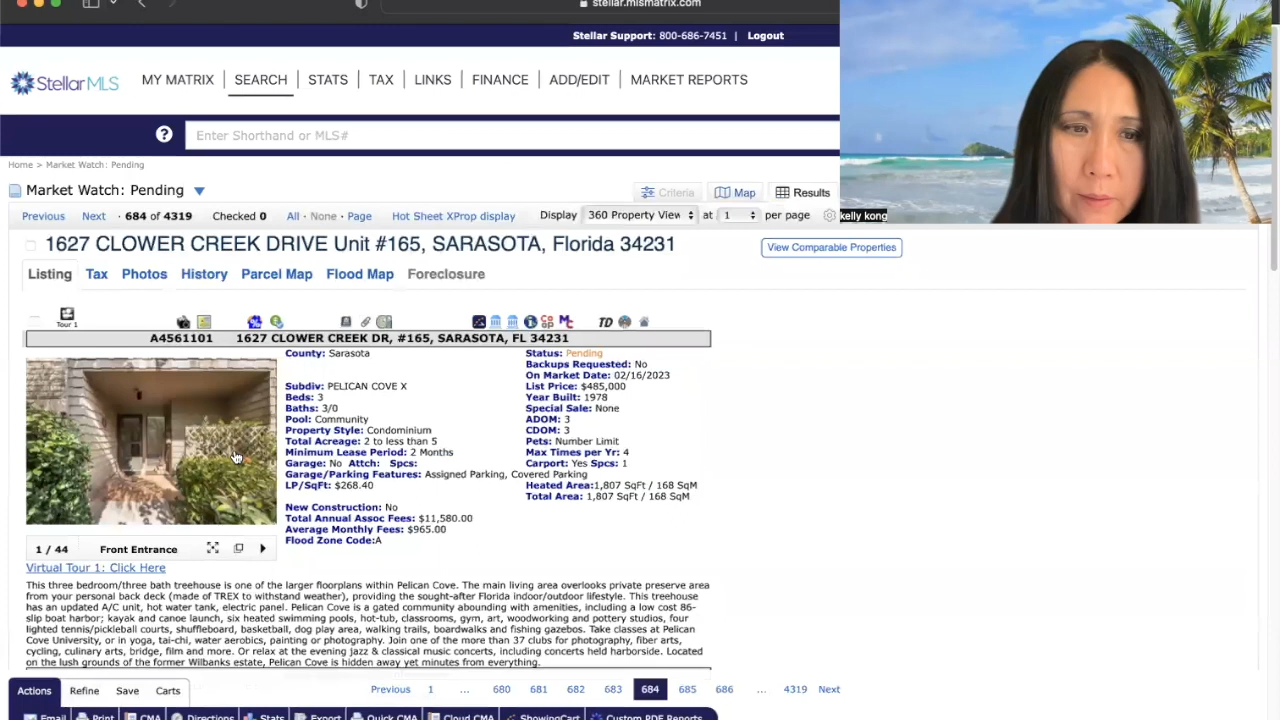 stellar.mlsmatrix.com
Stellar Support: 800-686-7451 | Logout
StellarMLS
MY MATRIX SEARCH STATS TAX LINKS FINANCE ADD/EDIT MARKET REPORTS
? Enter Shorthand or MLS#
Home > Market Watch: Pending
Market Watch: Pending Criteria Map Results
kelly kong
Previous Next · 684 of 4319 Checked 0 All · None · Page Hot Sheet XProp display Display 360 Property View at 1 per page
1627 CLOWER CREEK DRIVE Unit #165, SARASOTA, Florida 34231
View Comparable Properties
Listing Tax Photos History Parcel Map Flood Map Foreclosure
Tour 1
TD
A4561101 1627 CLOWER CREEK DR, #165, SARASOTA, FL 34231
County: Sarasota Status: Pending
Backups Requested: No
On Market Date: 02/16/2023
Subdiv: PELICAN COVE X List Price: $485,000
Beds: 3 Year Built: 1978
Baths: 3/0 Special Sale: None
Pool: Community ADOM: 3
Property Style: Condominium CDOM: 3
Total Acreage: 2 to less than 5 Pets: Number Limit
Minimum Lease Period: 2 Months Max Times per Yr: 4
Garage: No Attch: Spcs: Carport: Yes Spcs: 1
Garage/Parking Features: Assigned Parking, Covered Parking
LP/SqFt: $268.40 Heated Area:1,807 SqFt / 168 SqM
Total Area: 1,807 SqFt / 168 SqM
New Construction: No
Total Annual Assoc Fees: $11,580.00
Average Monthly Fees: $965.00
Flood Zone Code:A
1 / 44 Front Entrance
Virtual Tour 1: Click Here
This three bedroom/three bath treehouse is one of the larger floorplans within Pelican Cove. The main living area overlooks private preserve area
from your personal back deck (made of TREX to withstand weather), providing the sought-after Florida indoor/outdoor lifestyle. This treehouse
has an updated A/C unit, hot water tank, electric panel. Pelican Cove is a gated community abounding with amenities, including a low cost 86-
slip boat harbor; kayak and canoe launch, six heated swimming pools, hot-tub, classrooms, gym, art, woodworking and pottery studios, four
lighted tennis/pickleball courts, shuffleboard, basketball, dog play area, walking trails, boardwalks and fishing gazebos. Take classes at Pelican
Cove University, or in yoga, tai-chi, water aerobics, painting or photography. Join one of the more than 37 clubs for photography, fiber arts,
cycling, culinary arts, bridge, film and more. Or relax at the evening jazz & classical music concerts, including concerts held harborside. Located
on the lush grounds of the former Wilbanks estate, Pelican Cove is hidden away yet minutes from everything.
Actions Refine Save Carts Previous 1 ... 680 681 682 683 684 685 686 ... 4319 Next
Email Print CMA Directions Stats Export Quick CMA Cloud CMA ShowingCart Custom PDF Reports